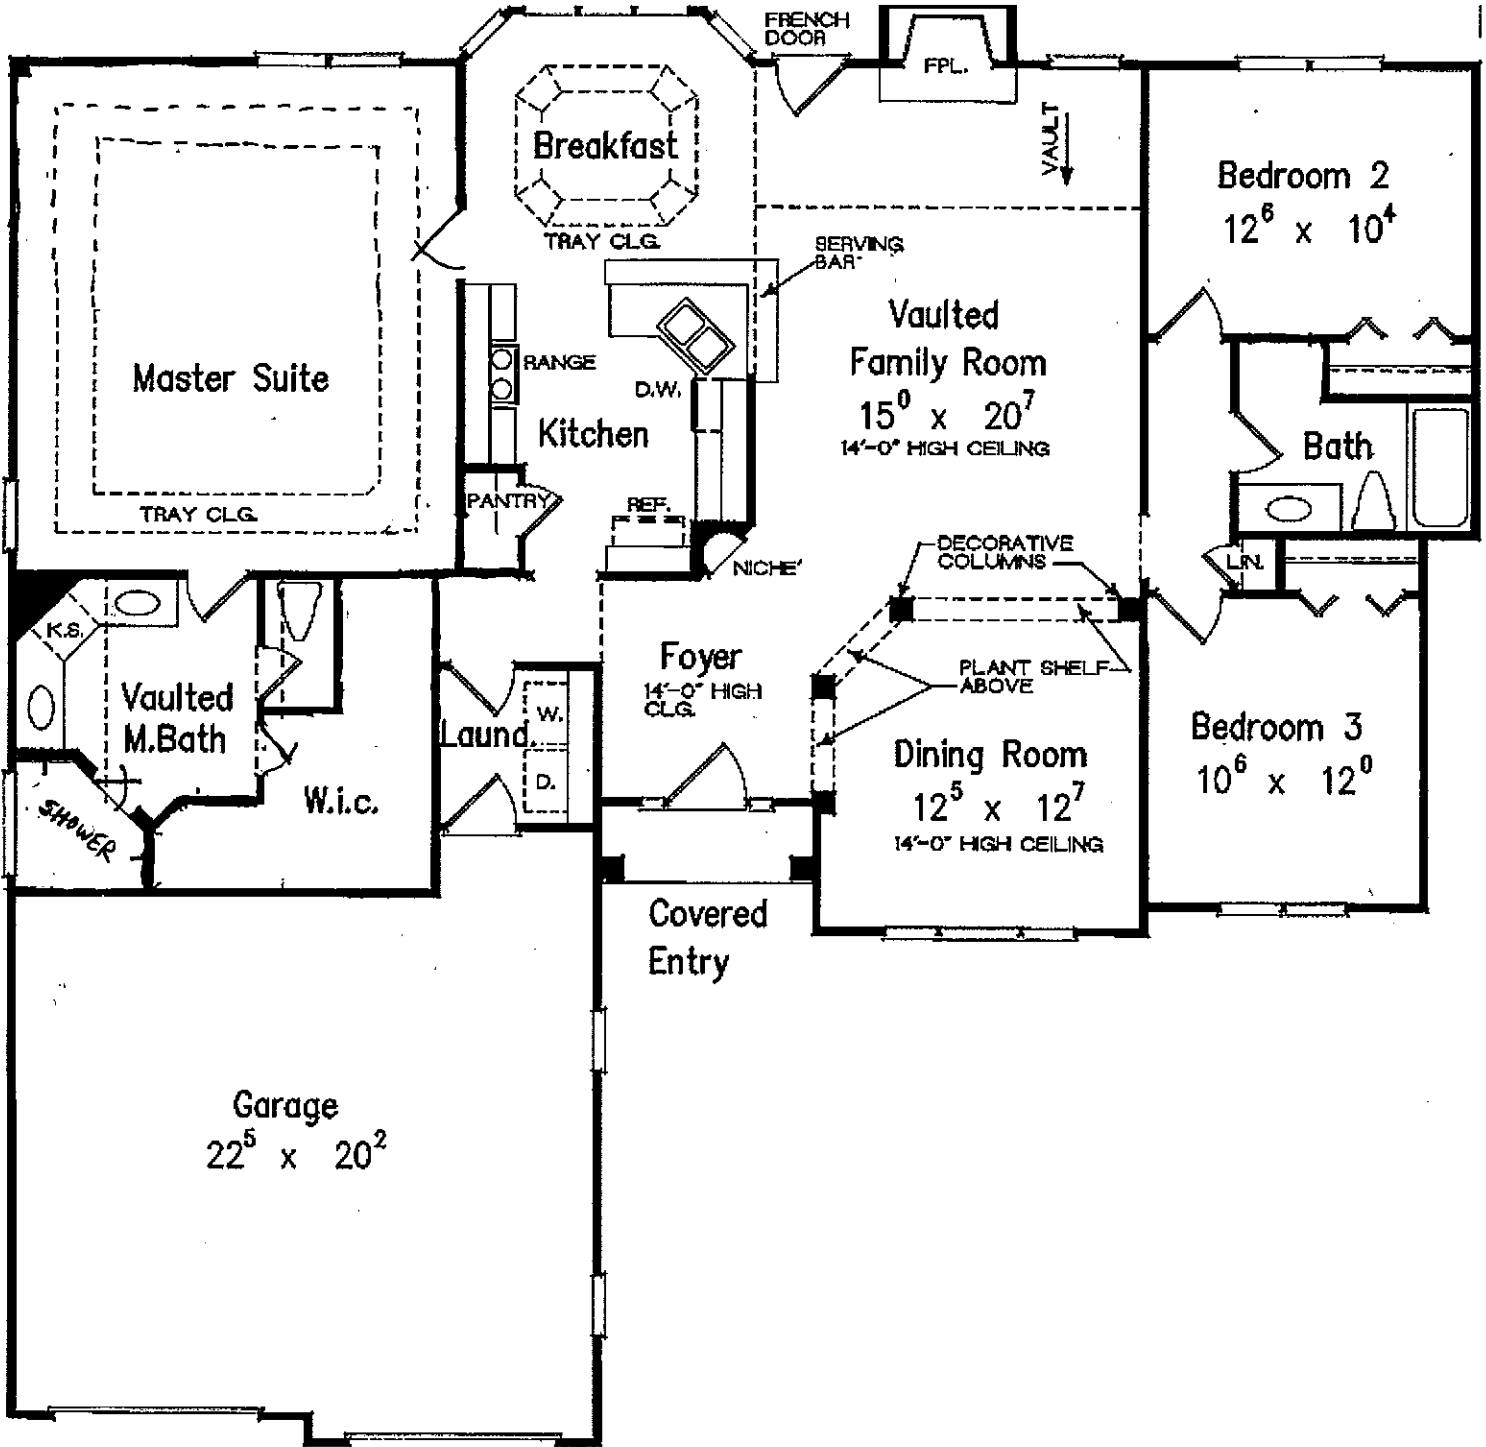 FRENCH
DOOR
FPL.
VAULT
Breakfast
TRAY CLG.
Bedroom 2
12⁶ x 10⁴
SERVING
BAR
Vaulted
Family Room
15⁰ x 20⁷
14'-0" HIGH CEILING
Master Suite
TRAY CLG.
RANGE
D.W.
Kitchen
PANTRY
REF.
NICHE
Bath
DECORATIVE
COLUMNS
LIN.
K.S.
Vaulted
M.Bath
SHOWER
W.i.c.
Laund.
W.
D.
Foyer
14'-0" HIGH
CLG.
PLANT SHELF
ABOVE
Dining Room
12⁵ x 12⁷
14'-0" HIGH CEILING
Bedroom 3
10⁶ x 12⁰
Covered
Entry
Garage
22⁵ x 20²